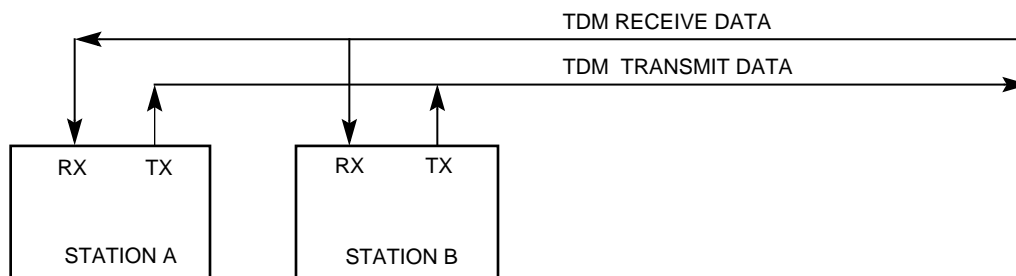 TDM RECEIVE DATA
TDM TRANSMIT DATA
RX TX RX TX
STATION A STATION B